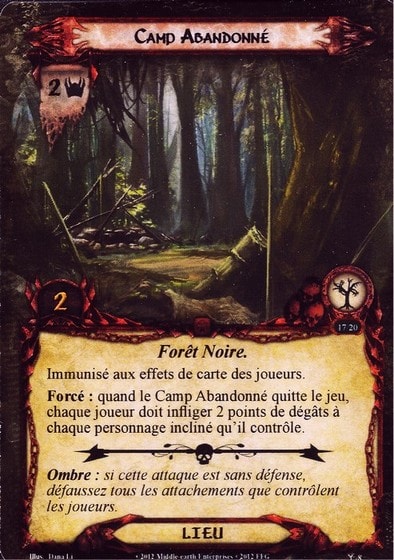 CAMP ABANDONNÉ
2
2
17 20
Forêt Noire.
Immunisé aux effets de carte des joueurs.
Forcé : quand le Camp Abandonné quitte le jeu,
chaque joueur doit infliger 2 points de dégâts à
chaque personnage incliné qu'il contrôle.
Ombre : si cette attaque est sans défense,
défaussez tous les attachements que contrôlent
les joueurs.
LIEU
Illus. Dana Li • 2012 Middle-earth Enterprises • 2012 FFG